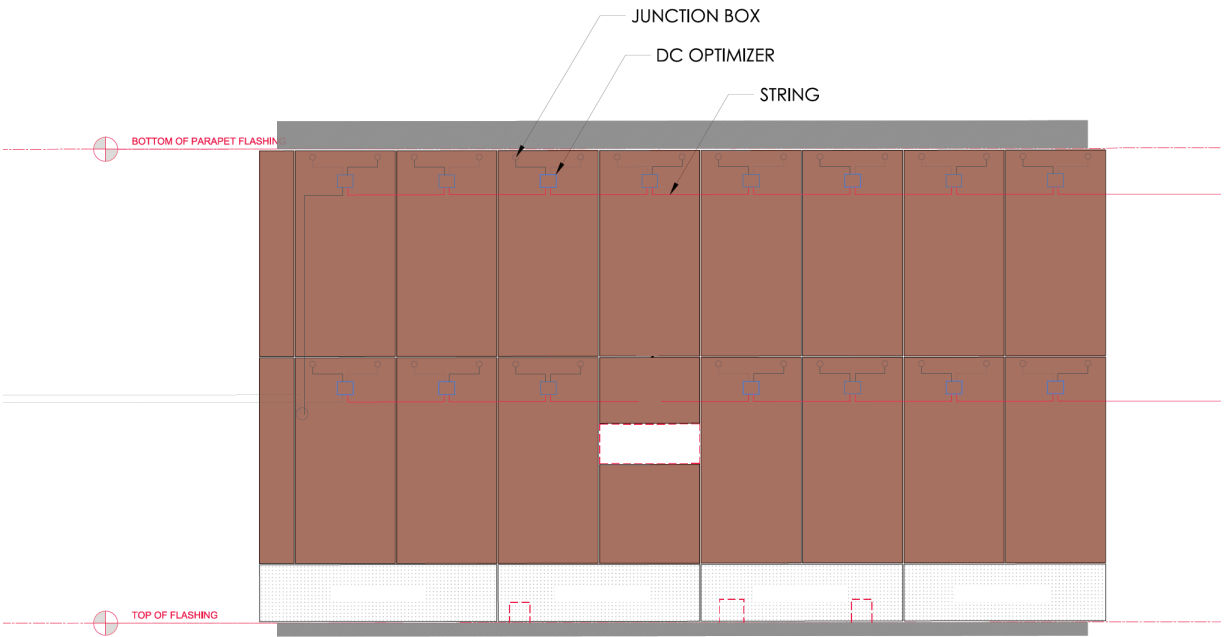 JUNCTION BOX
DC OPTIMIZER
STRING
BOTTOM OF PARAPET FLASHING
TOP OF FLASHING